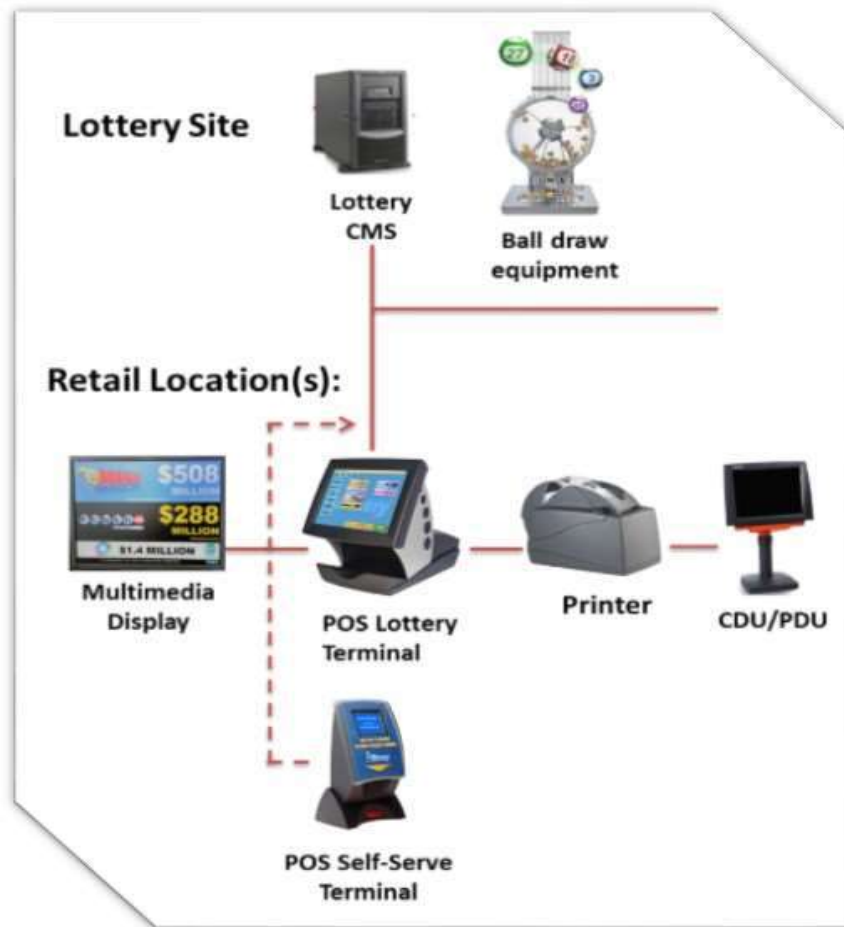 27
Lottery Site
Lottery
CMS
Ball draw
equipment
Retail Location(s):
$508
MILLION
$288
MILLION
$1.4 MILLION
Multimedia
Display
POS Lottery
Terminal
Printer
CDU/PDU
POS Self-Serve
Terminal